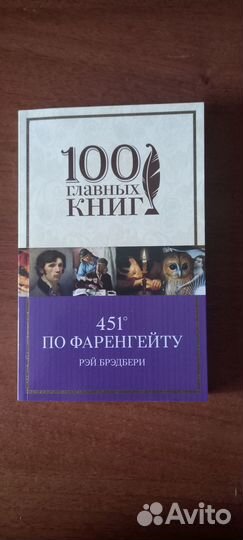 100
ГЛАВНЫХ
КНИГ
451°
ПО ФАРЕНГЕЙТУ
РЭЙ БРЭДБЕРИ
Avito